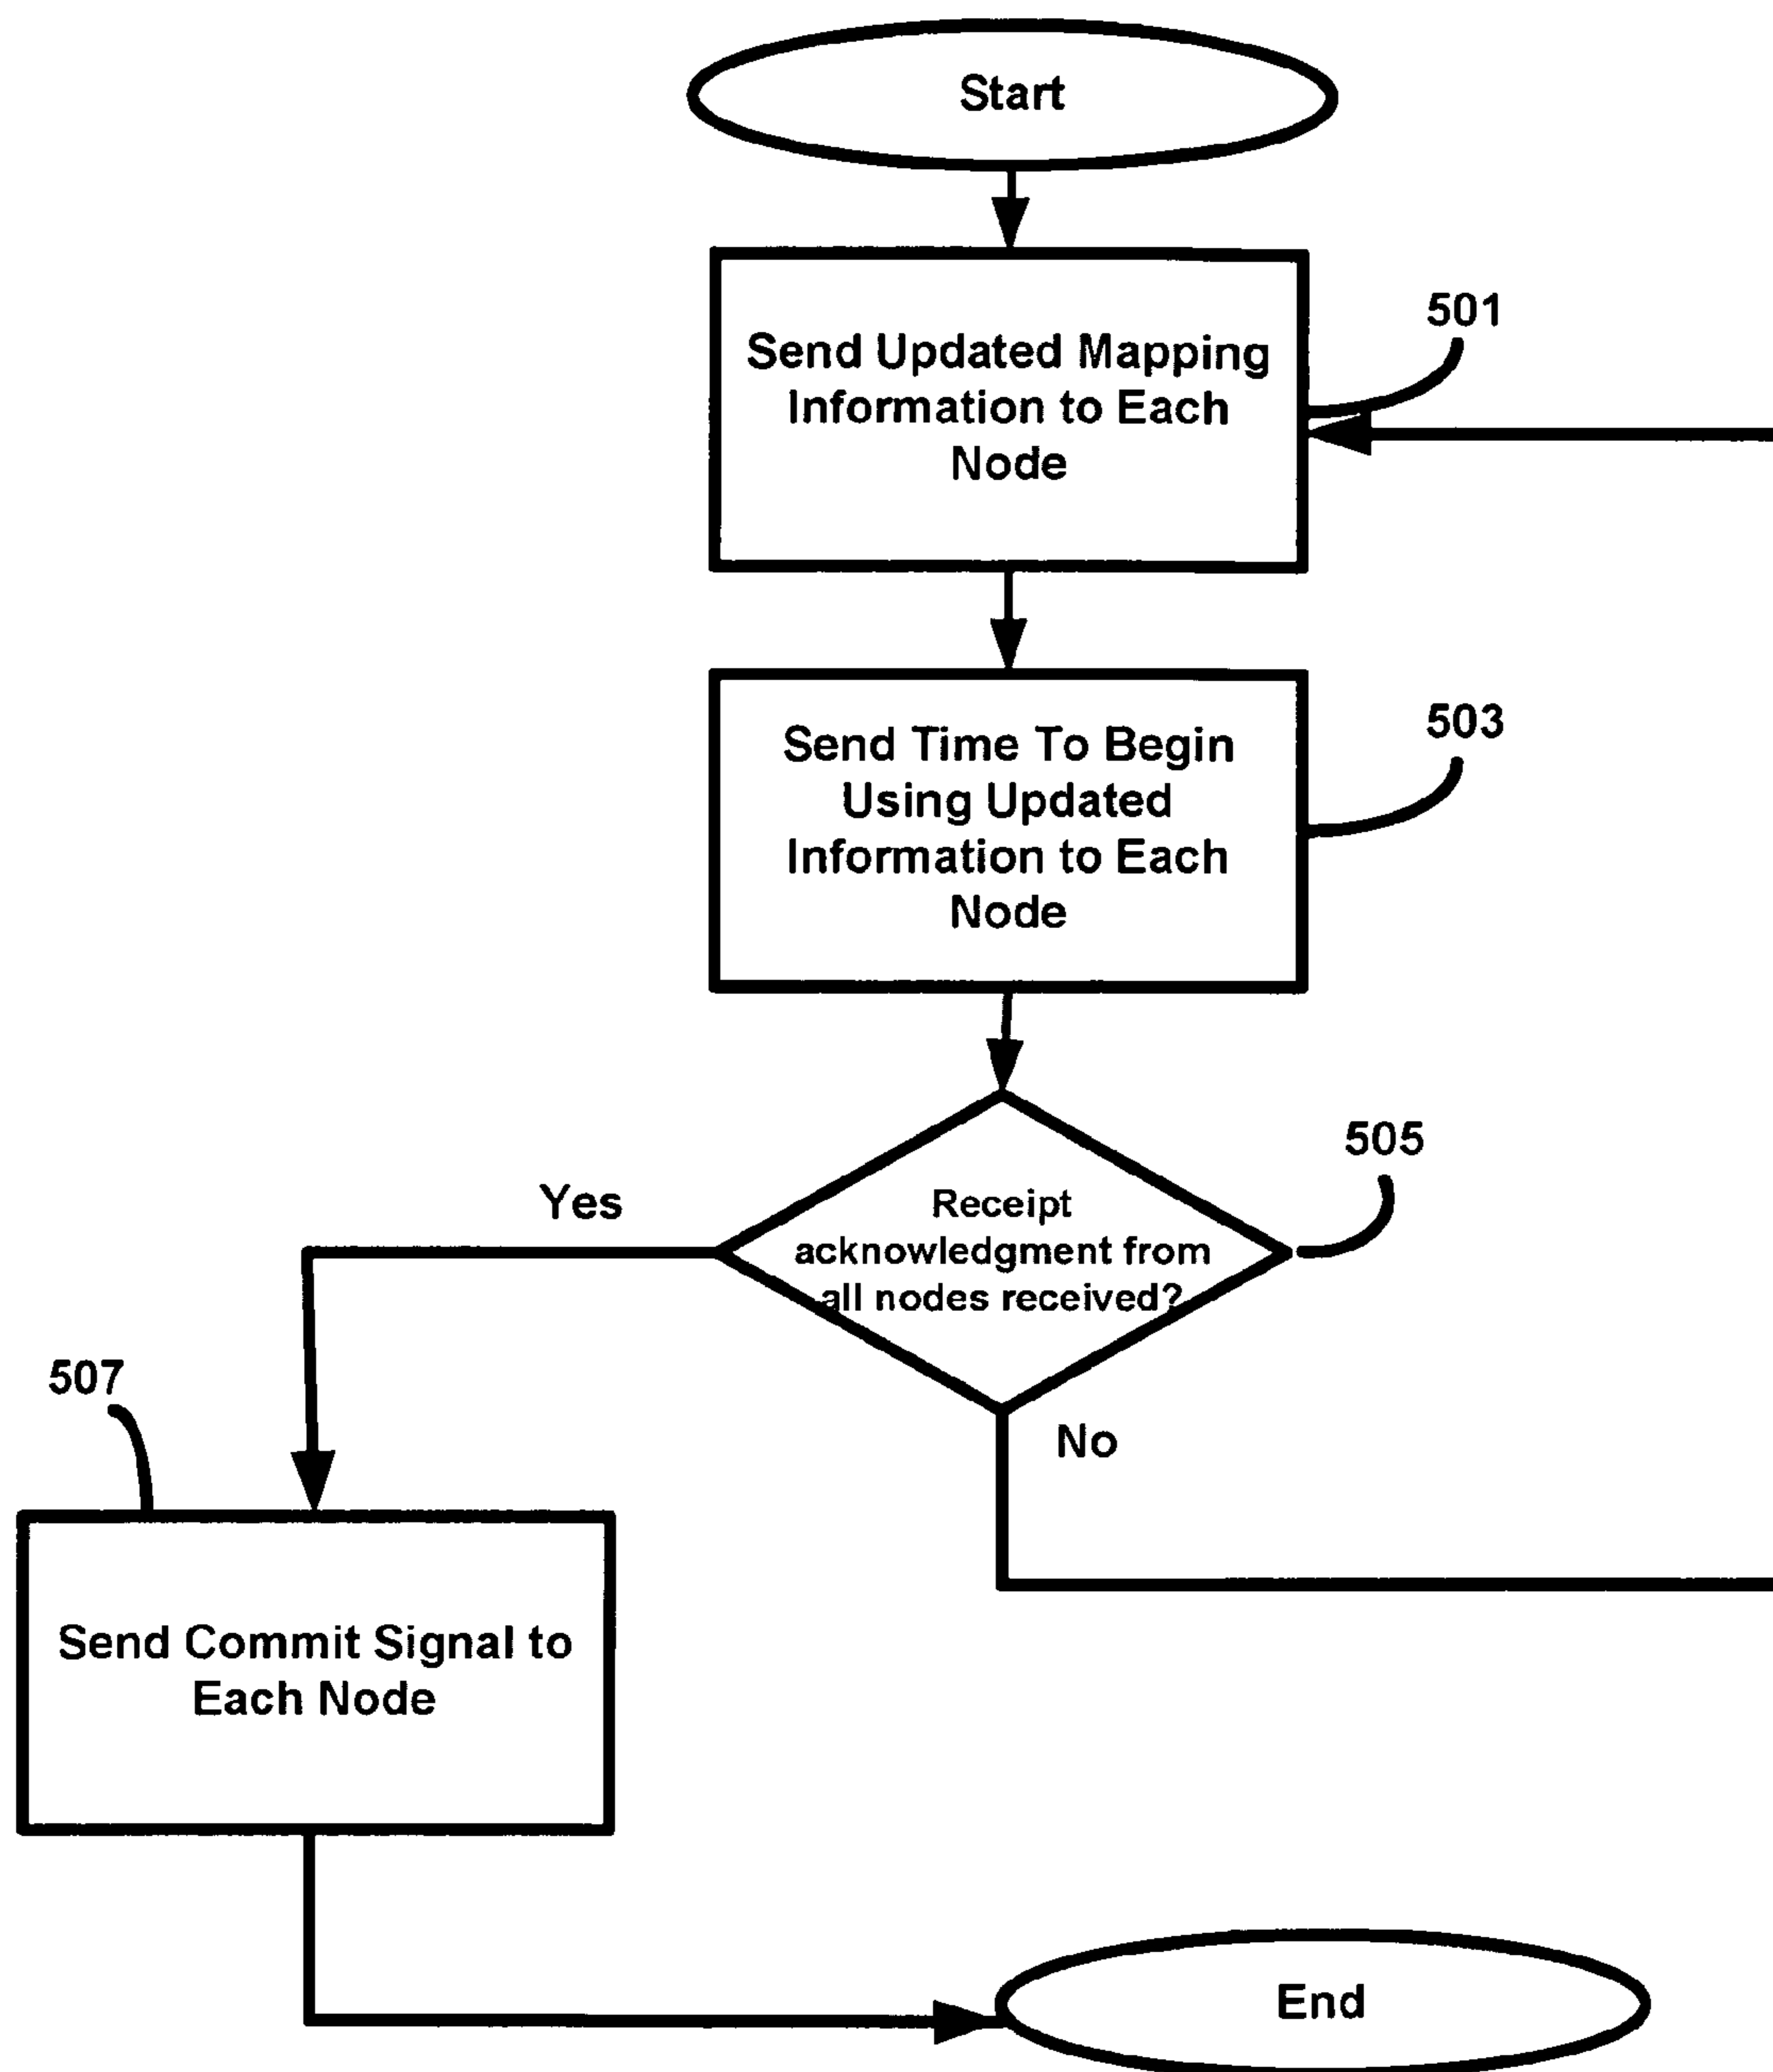 Start
Send Updated Mapping
Information to Each
Node
501
Send Time To Begin
Using Updated
Information to Each
Node
503
Receipt
acknowledgment from
all nodes received?
505
Yes
No
507
Send Commit Signal to
Each Node
End